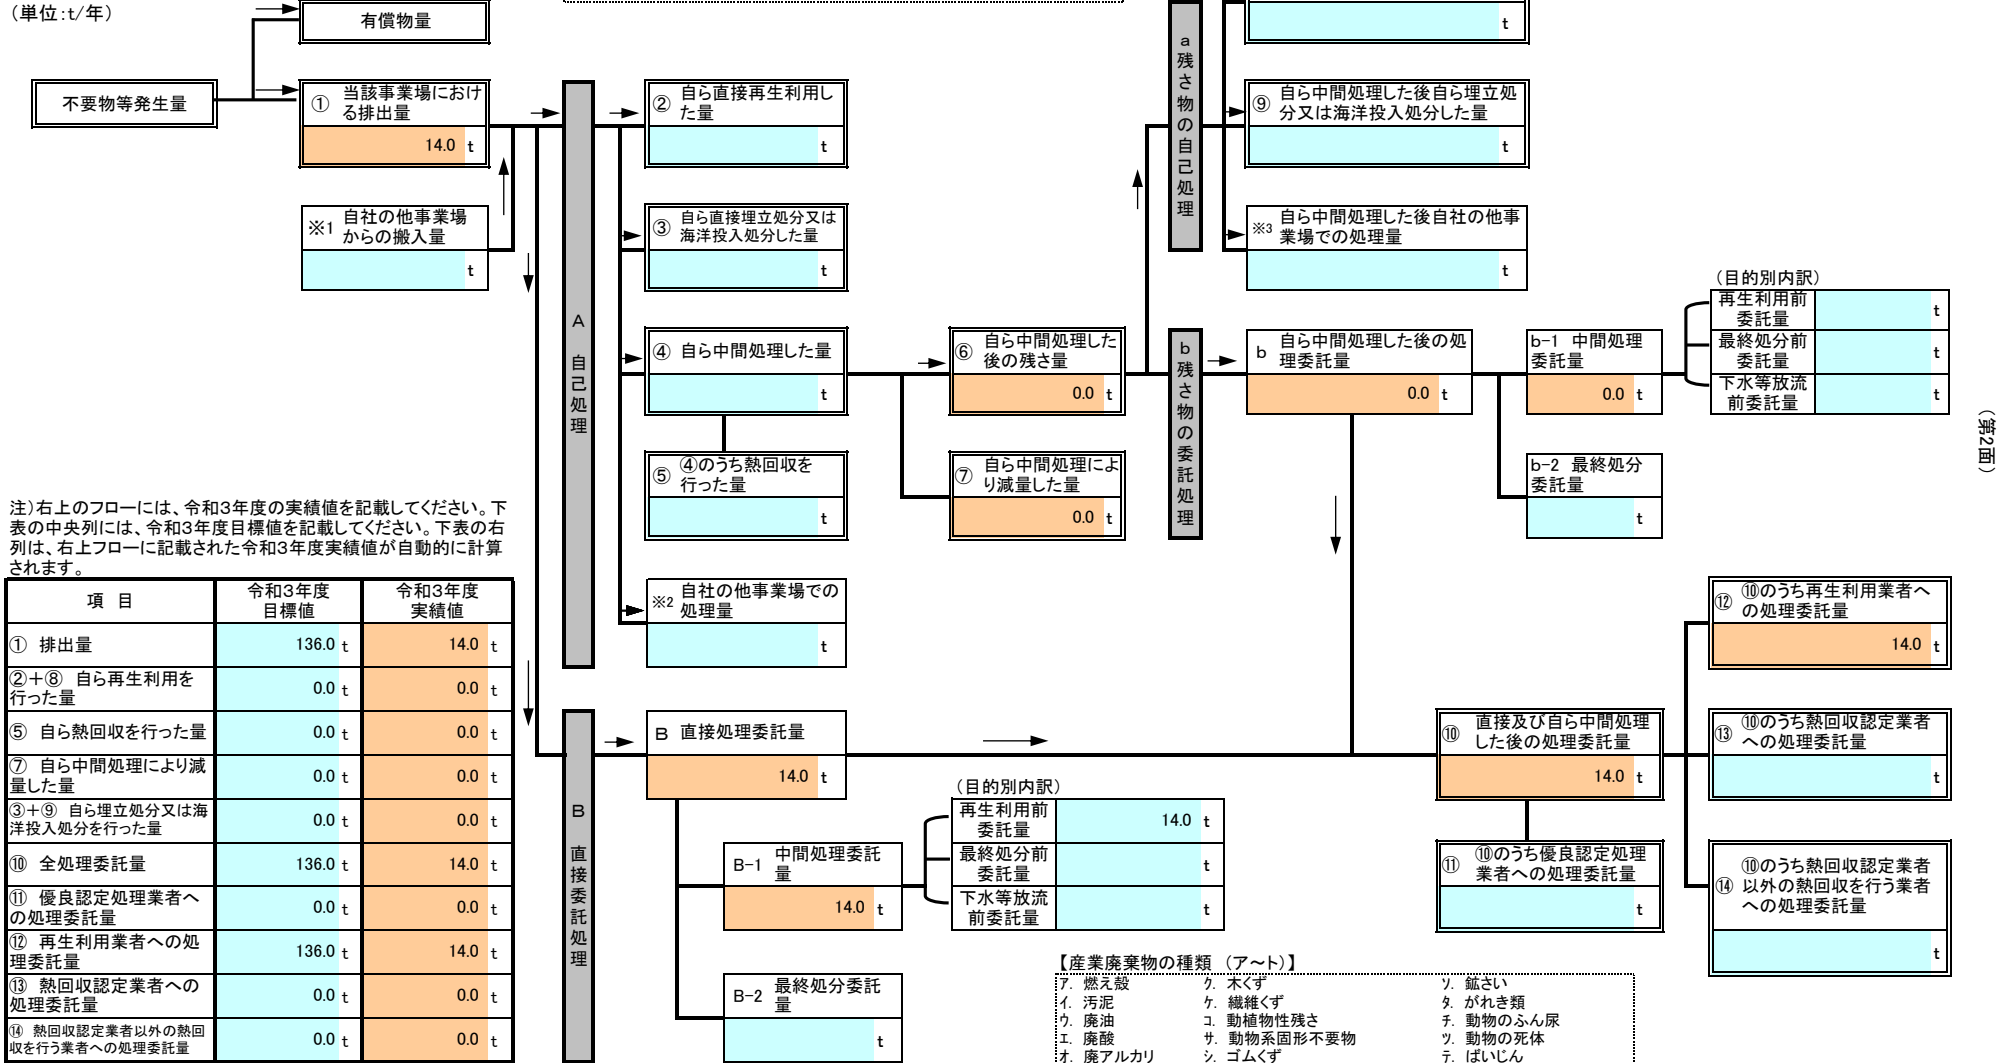 (単位:t/年)
有償物量
不要物等発生量
① 当該事業場におけ
る排出量
14.0 t
※1 自社の他事業場
からの搬入量
t
A 自己処理
② 自ら直接再生利用し
た量
t
③ 自ら直接埋立処分又は
海洋投入処分した量
t
④ 自ら中間処理した量
t
⑤ ④のうち熱回収を
行った量
t
※2 自社の他事業場での
処理量
t
⑥ 自ら中間処理した
後の残さ量
0.0 t
⑦ 自ら中間処理によ
り減量した量
0.0 t
a 残さ物の自己処理
t
⑨ 自ら中間処理した後自ら埋立処
分又は海洋投入処分した量
t
※3 自ら中間処理した後自社の他事
業場での処理量
t
b 残さ物の委託処理
b 自ら中間処理した後の処
理委託量
0.0 t
b-1 中間処理
委託量
0.0 t
b-2 最終処分
委託量
t
(目的別内訳)
再生利用前
委託量
t
最終処分前
委託量
t
下水等放流
前委託量
t
(第2面)
注)右上のフローには、令和3年度の実績値を記載してください。下
表の中央列には、令和3年度目標値を記載してください。下表の右
列は、右上フローに記載された令和3年度実績値が自動的に計算
されます。
項 目 令和3年度 目標値 令和3年度 実績値
① 排出量 136.0 t 14.0 t
②+⑧ 自ら再生利用を
行った量 0.0 t 0.0 t
⑤ 自ら熱回収を行った量 0.0 t 0.0 t
⑦ 自ら中間処理により減
量した量 0.0 t 0.0 t
③+⑨ 自ら埋立処分又は海
洋投入処分を行った量 0.0 t 0.0 t
⑩ 全処理委託量 136.0 t 14.0 t
⑪ 優良認定処理業者へ
の処理委託量 0.0 t 0.0 t
⑫ 再生利用業者への処
理委託量 136.0 t 14.0 t
⑬ 熱回収認定業者への
処理委託量 0.0 t 0.0 t
⑭ 熱回収認定業者以外の熱回
収を行う業者への処理委託量 0.0 t 0.0 t
B 直接委託処理
B 直接処理委託量
14.0 t
B-1 中間処理委託
量
14.0 t
B-2 最終処分委託
量
t
(目的別内訳)
再生利用前
委託量
14.0 t
最終処分前
委託量
t
下水等放流
前委託量
t
⑩ 直接及び自ら中間処理
した後の処理委託量
14.0 t
⑪ ⑩のうち優良認定処理
業者への処理委託量
t
⑫ ⑩のうち再生利用業者へ
の処理委託量
14.0 t
⑬ ⑩のうち熱回収認定業者
への処理委託量
t
⑭ ⑩のうち熱回収認定業者
以外の熱回収を行う業者
への処理委託量
t
【産業廃棄物の種類 (ア~ト)】
ア. 燃え殻 ク. 木くず ソ. 鉱さい
イ. 汚泥 ケ. 繊維くず タ. がれき類
ウ. 廃油 コ. 動植物性残さ チ. 動物のふん尿
エ. 廃酸 サ. 動物系固形不要物 ツ. 動物の死体
オ. 廃アルカリ シ. ゴムくず テ. ばいじん